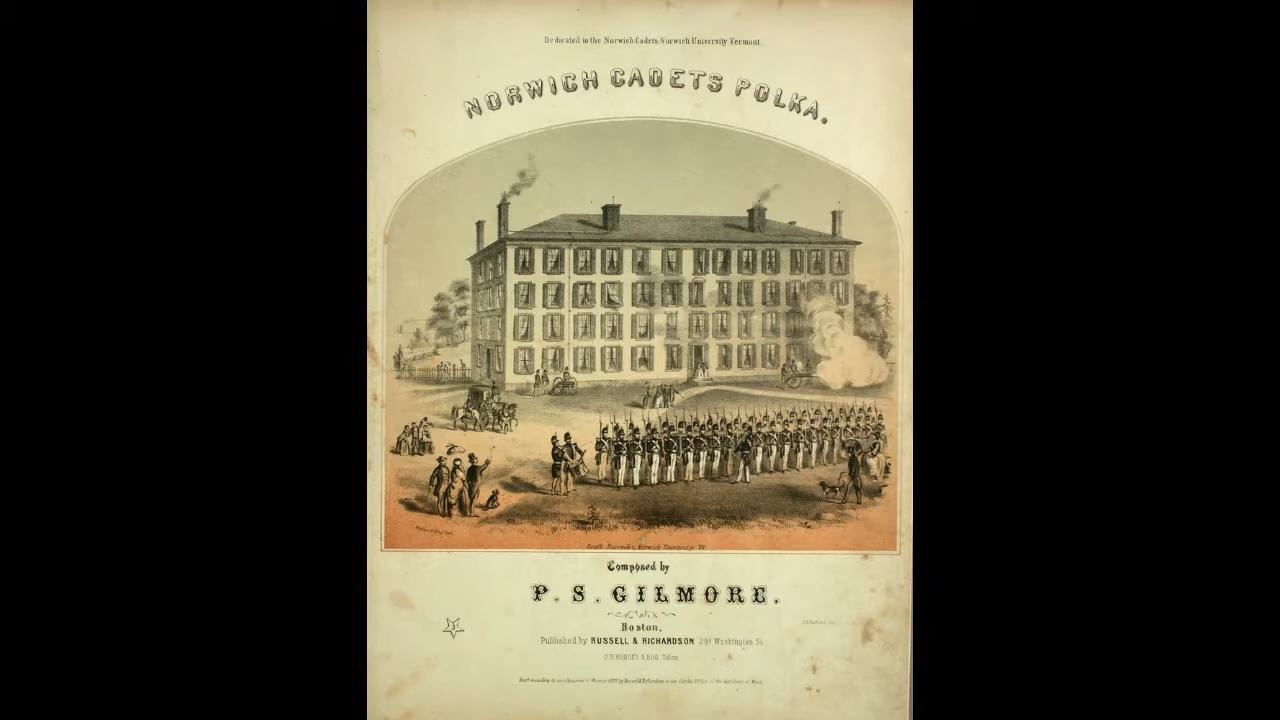 Dedicated to the Norwich Cadets, Norwich University Vermont.
NORWICH CADETS POLKA.
South Barracks, Norwich University Vt.
Composed by
P. S. GILMORE.
Boston,
Published by RUSSELL & RICHARDSON 291 Washington St.
3